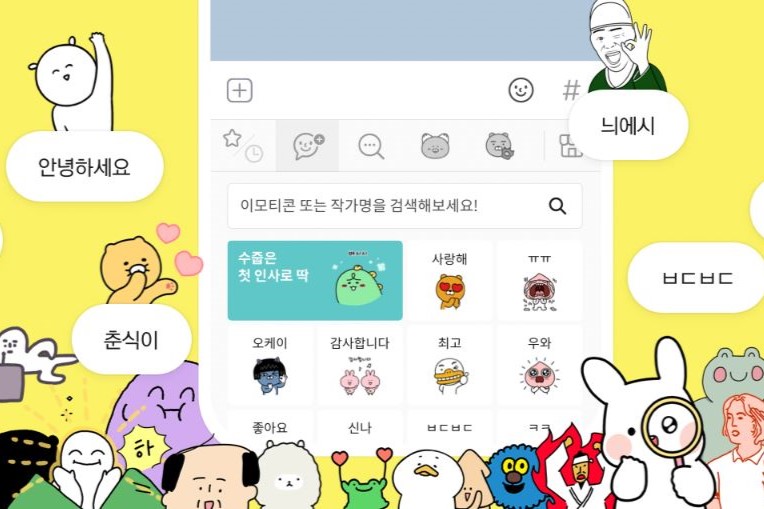 안녕하세요
늬에시
#
이모티콘 또는 작가명을 검색해보세요!
수줍은
첫 인사로 딱
사랑해
ㅠㅠ
ㅂㄷㅂㄷ
춘식이
오케이
감사합니다
최고
우와
좋아요
신나
ㅂㄷㅂㄷ
ㅋㅋ
하